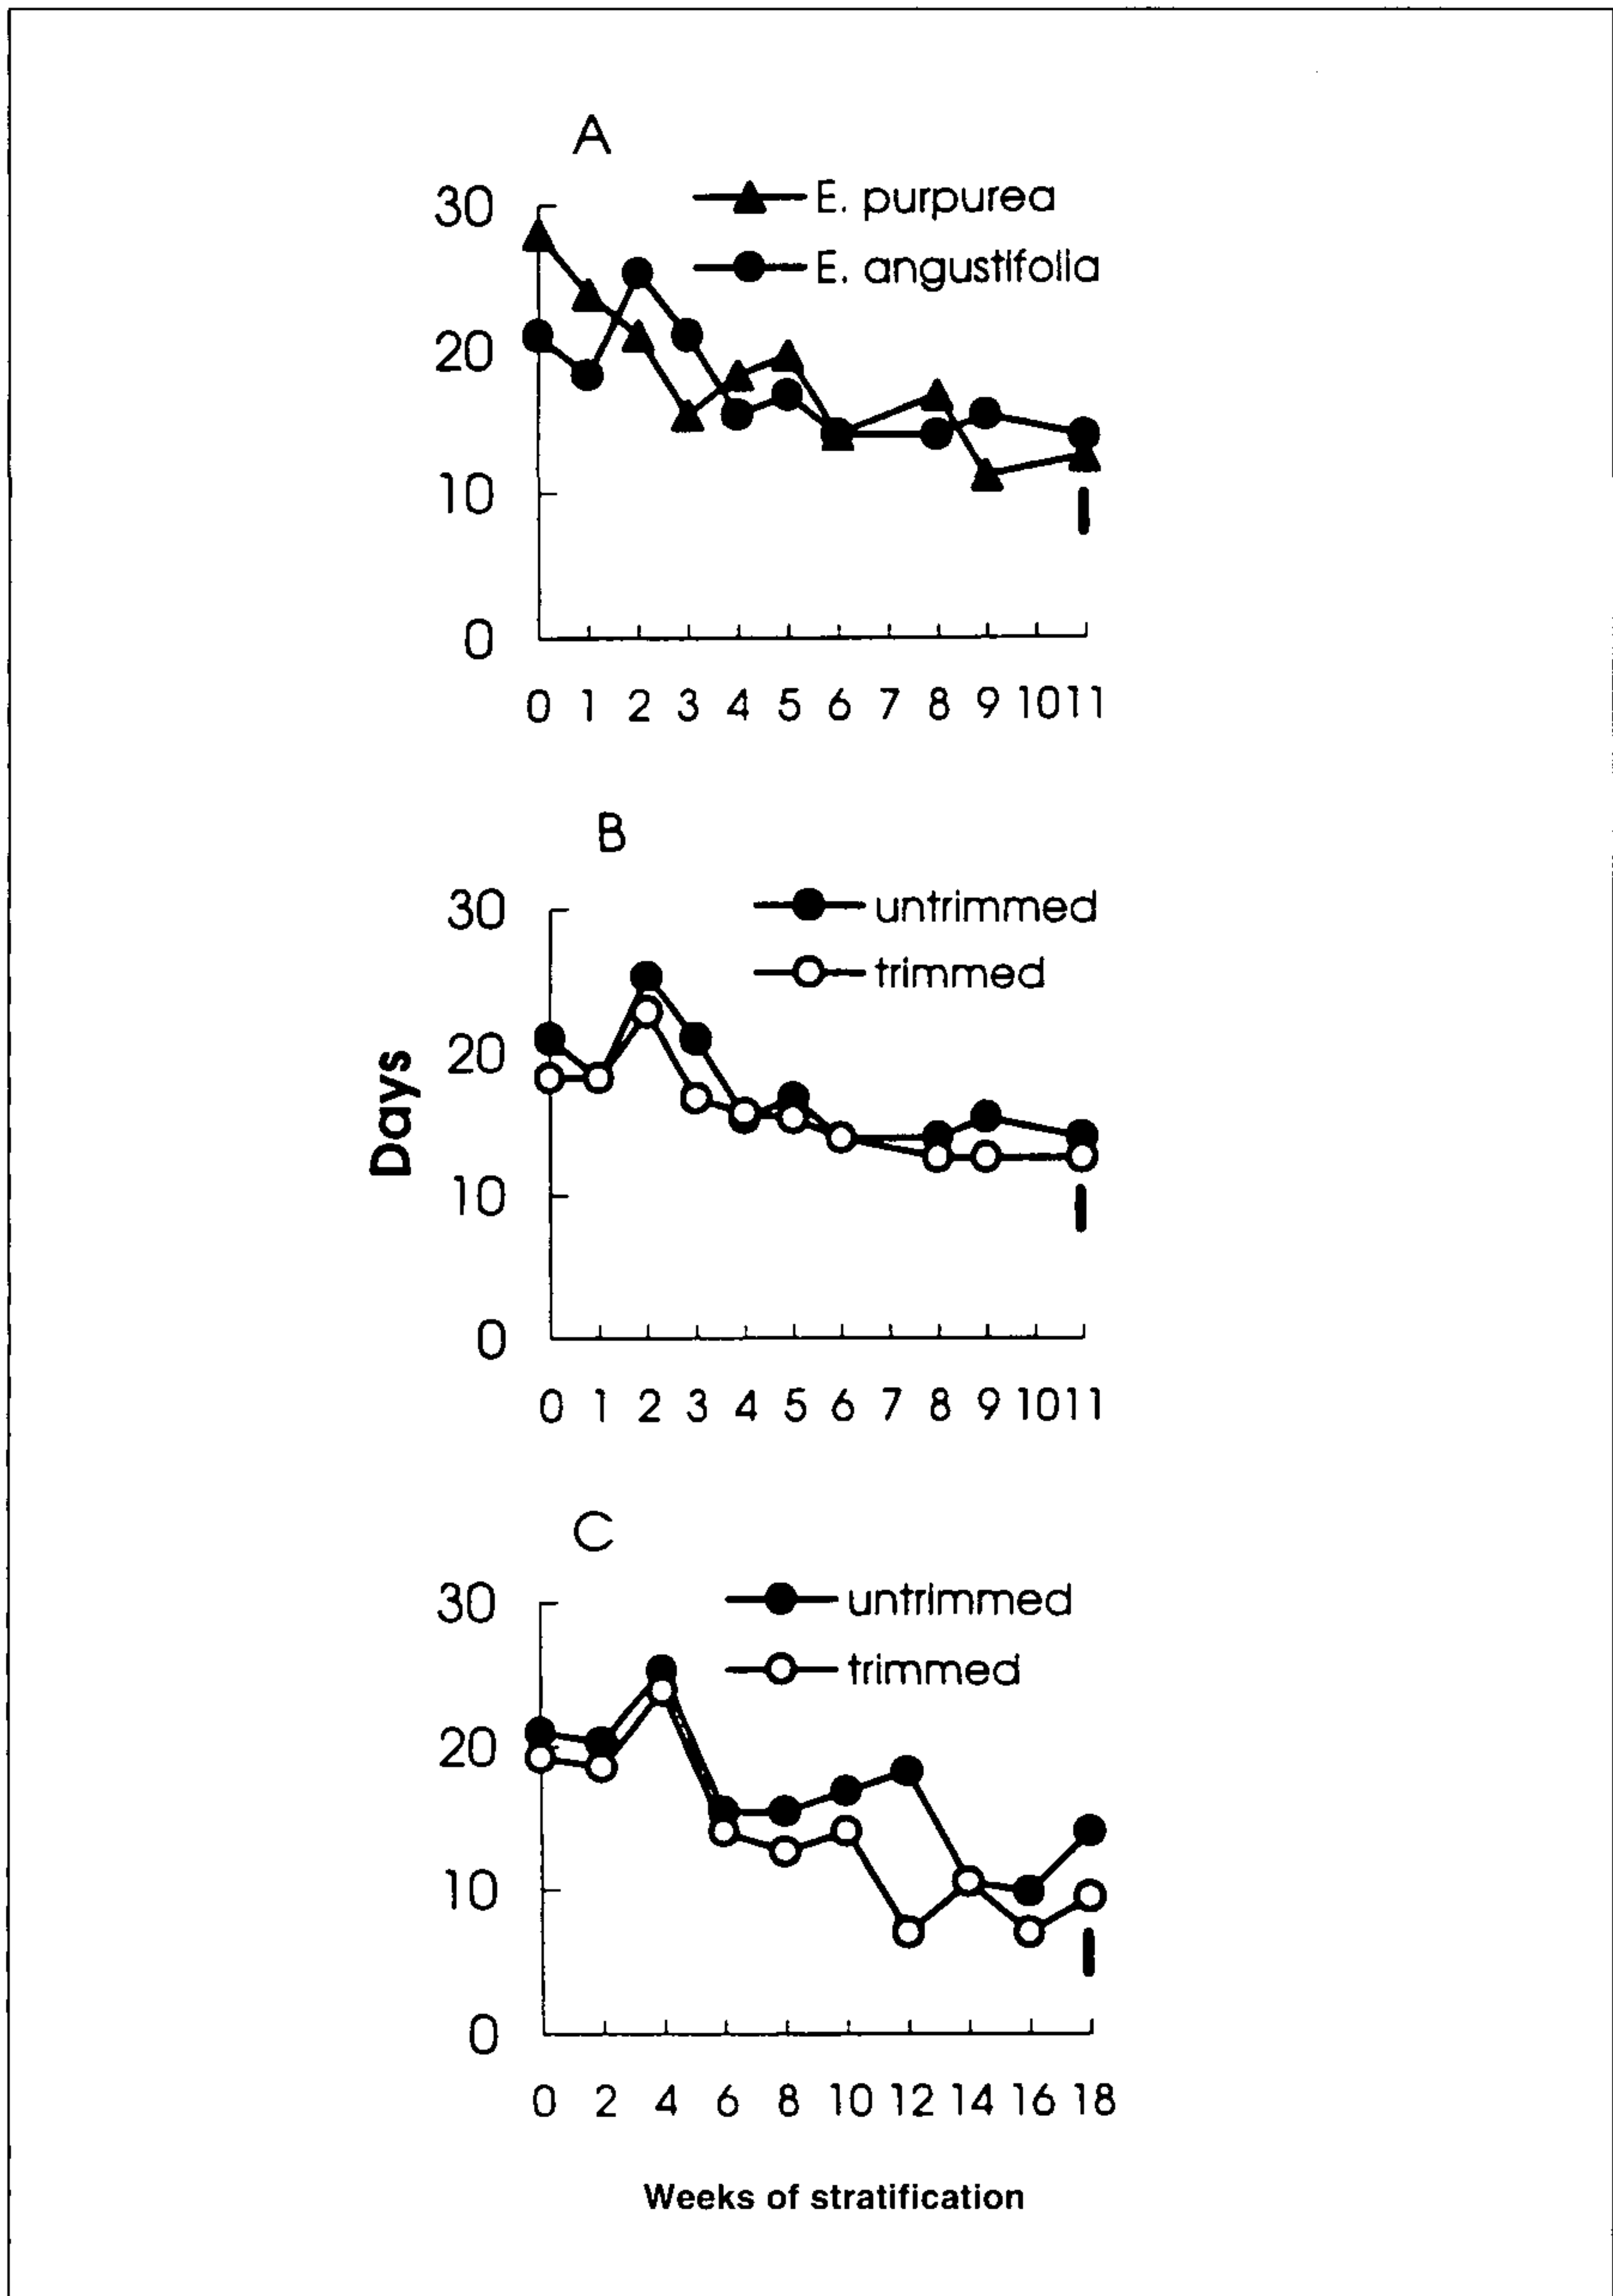 A
30
E. purpurea
E. angustifolia
20
10
0
0 1 2 3 4 5 6 7 8 9 10 11
B
30
untrimmed
trimmed
20
Days
10
0
0 1 2 3 4 5 6 7 8 9 10 11
C
30
untrimmed
trimmed
20
10
0
0 2 4 6 8 10 12 14 16 18
Weeks of stratification